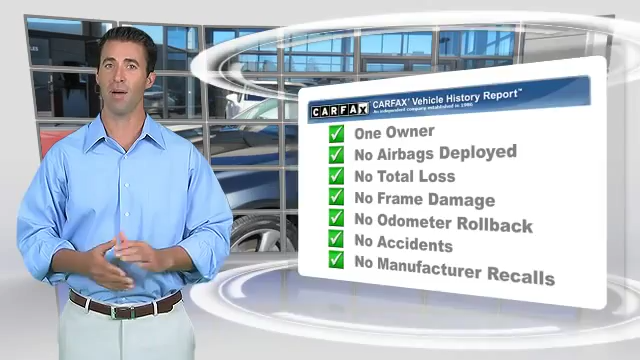 CARFAX CARFAX Vehicle History Report™
An independent company established in 1986
One Owner
No Airbags Deployed
No Total Loss
No Frame Damage
No Odometer Rollback
No Accidents
No Manufacturer Recalls